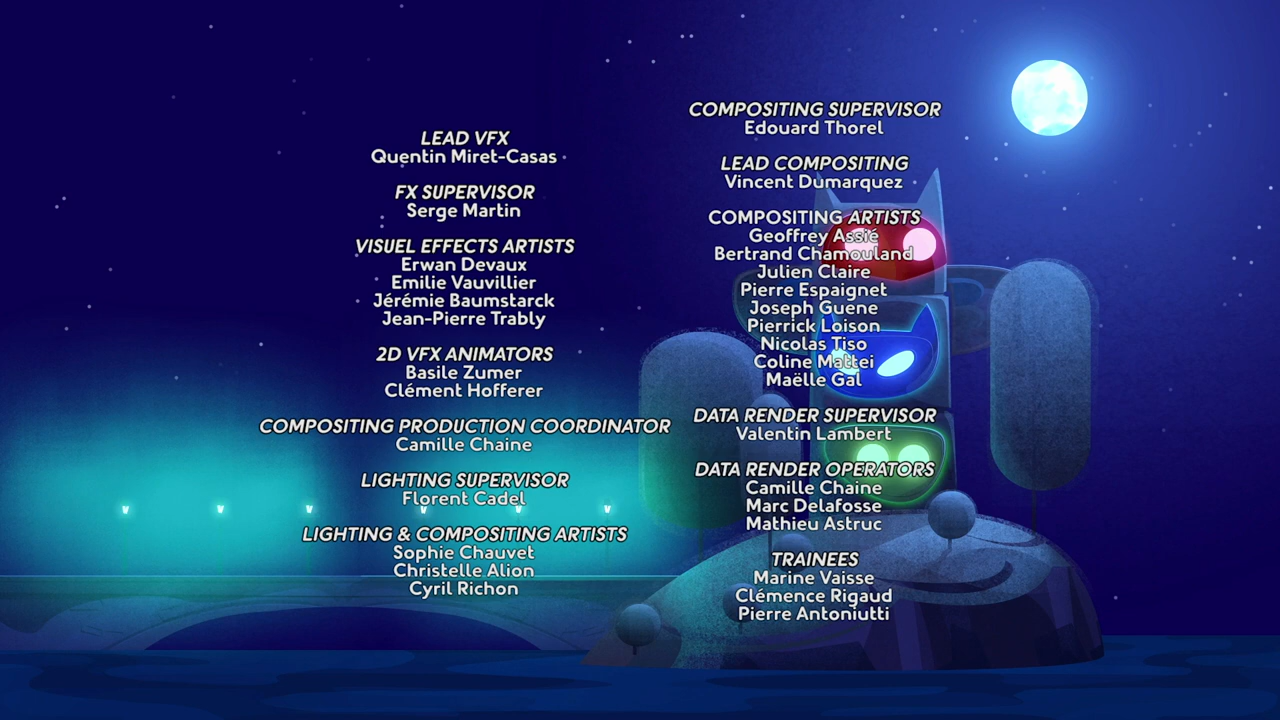 LEAD VFX
Quentin Miret-Casas
FX SUPERVISOR
Serge Martin
VISUEL EFFECTS ARTISTS
Erwan Devaux
Emilie Vauvillier
Jérémie Baumstarck
Jean-Pierre Trably
2D VFX ANIMATORS
Basile Zumer
Clément Hofferer
COMPOSITING PRODUCTION COORDINATOR
Camille Chaine
LIGHTING SUPERVISOR
Florent Cadel
LIGHTING & COMPOSITING ARTISTS
Sophie Chauvet
Christelle Alion
Cyril Richon
COMPOSITING SUPERVISOR
Edouard Thorel
LEAD COMPOSITING
Vincent Dumarquez
COMPOSITING ARTISTS
Geoffrey Assié
Bertrand Chamouland
Julien Claire
Pierre Espaignet
Joseph Guene
Pierrick Loison
Nicolas Tiso
Coline Mattei
Maëlle Gal
DATA RENDER SUPERVISOR
Valentin Lambert
DATA RENDER OPERATORS
Camille Chaine
Marc Delafosse
Mathieu Astruc
TRAINEES
Marine Vaisse
Clémence Rigaud
Pierre Antoniutti